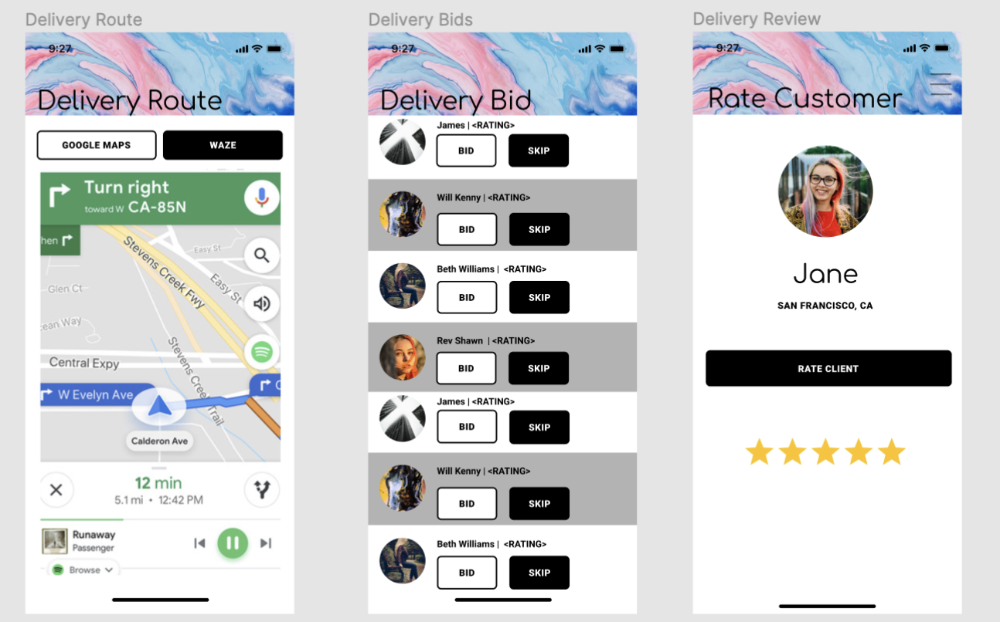 Delivery Route
9:27
Delivery Route
GOOGLE MAPS
WAZE
Turn right
toward W CA-85N
hen
Easy St
Stevens Creek Fwy
Easy St
Glen Ct
ean Way
Central Expy
Stevens Creek Trail
W Evelyn Ave
C
Calderon Ave
12 min
5.1 mi • 12:42 PM
Runaway
Passenger
Browse
Delivery Bids
9:27
Delivery Bid
James | <RATING>
BID
SKIP
Will Kenny | <RATING>
BID
SKIP
Beth Williams | <RATING>
BID
SKIP
Rev Shawn | <RATING>
BID
SKIP
James | <RATING>
BID
SKIP
Will Kenny | <RATING>
BID
SKIP
Beth Williams | <RATING>
BID
SKIP
Delivery Review
9:27
Rate Customer
Jane
SAN FRANCISCO, CA
RATE CLIENT